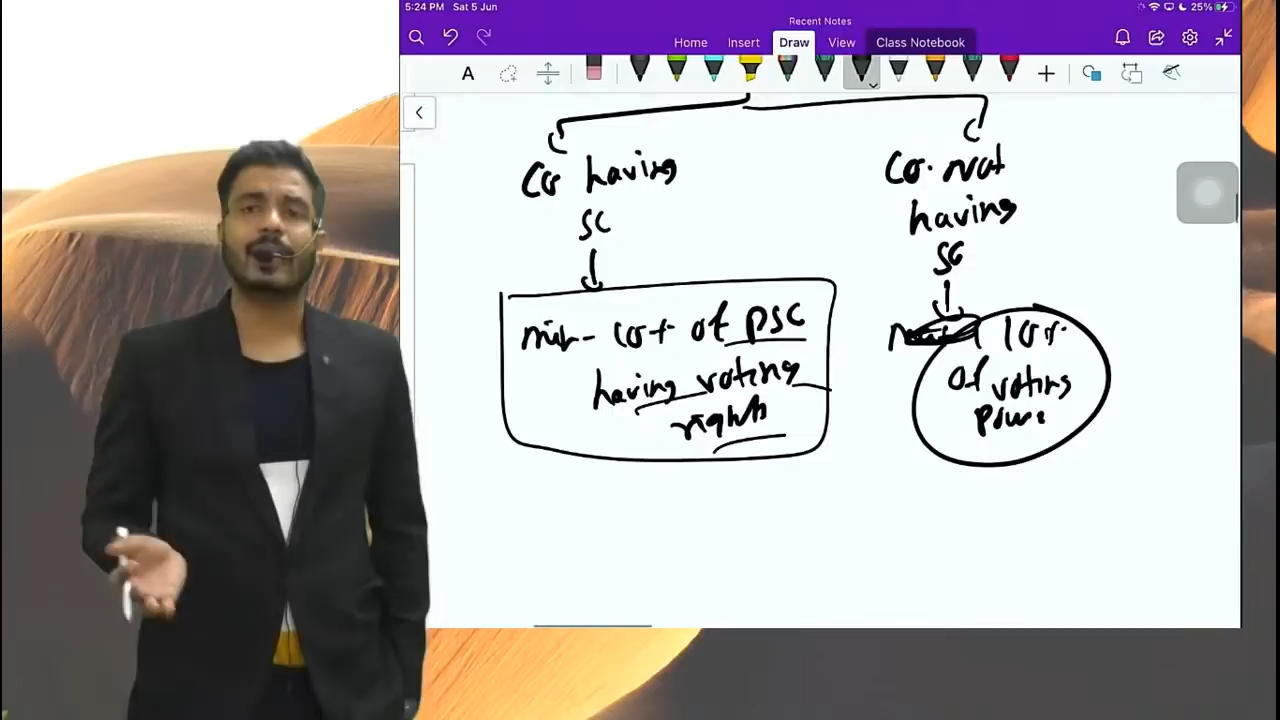 5:24 PM Sat 5 Jun
25%
Recent Notes
Home Insert Draw View Class Notebook
A
Co having
SC
min- 10% of PSC
having voting
rights
Co. not
having
SC
10%
of voting
power